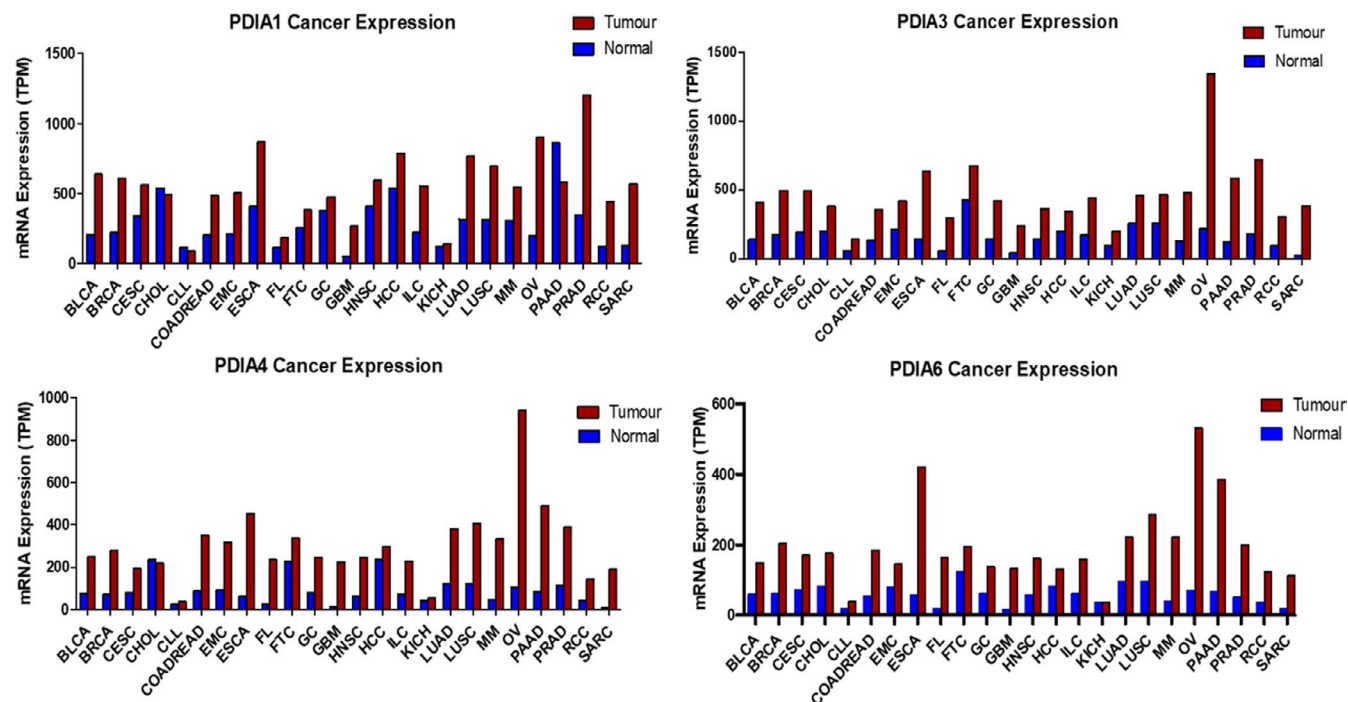 PDIA1 Cancer Expression
Tumour
Normal
mRNA Expression (TPM)
1500
1000
500
0
BLCA
BRCA
CESC
CHOL
CLL
COADREAD
EMC
ESCA
FL
FTC
GC
GBM
HNSC
HCC
ILC
KICH
LUAD
LUSC
MM
OV
PAAD
PRAD
RCC
SARC
PDIA3 Cancer Expression
Tumour
Normal
mRNA Expression (TPM)
1500
1000
500
0
BLCA
BRCA
CESC
CHOL
CLL
COADREAD
EMC
ESCA
FL
FTC
GC
GBM
HNSC
HCC
ILC
KICH
LUAD
LUSC
MM
OV
PAAD
PRAD
RCC
SARC
PDIA4 Cancer Expression
Tumour
Normal
mRNA Expression (TPM)
1000
800
600
400
200
0
BLCA
BRCA
CESC
CHOL
CLL
COADREAD
EMC
ESCA
FL
FTC
GC
GBM
HNSC
HCC
ILC
KICH
LUAD
LUSC
MM
OV
PAAD
PRAD
RCC
SARC
PDIA6 Cancer Expression
Tumour
Normal
mRNA Expression (TPM)
600
400
200
0
BLCA
BRCA
CESC
CHOL
CLL
COADREAD
EMC
ESCA
FL
FTC
GC
GBM
HNSC
HCC
ILC
KICH
LUAD
LUSC
MM
OV
PAAD
PRAD
RCC
SARC